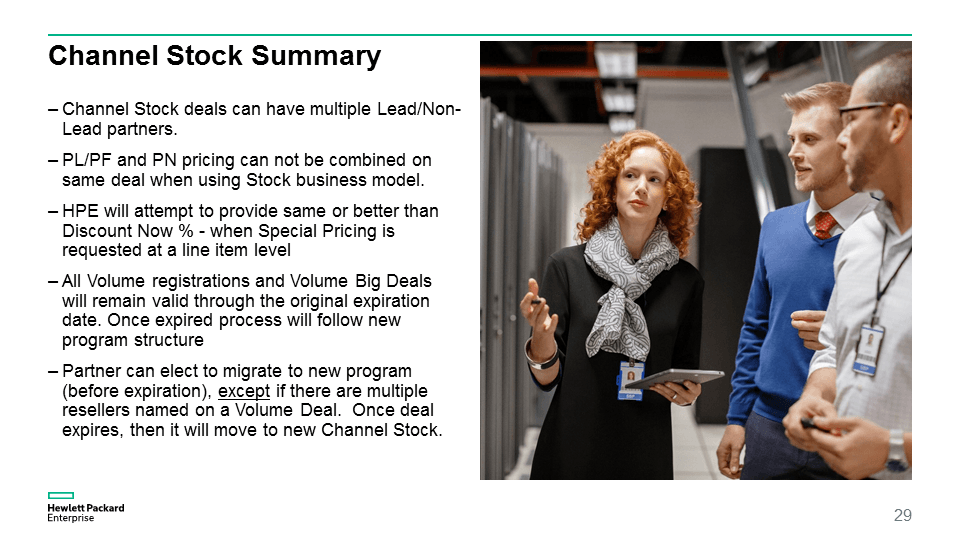 Channel Stock Summary
– Channel Stock deals can have multiple Lead/Non-
Lead partners.
– PL/PF and PN pricing can not be combined on
same deal when using Stock business model.
– HPE will attempt to provide same or better than
Discount Now % - when Special Pricing is
requested at a line item level
– All Volume registrations and Volume Big Deals
will remain valid through the original expiration
date. Once expired process will follow new
program structure
– Partner can elect to migrate to new program
(before expiration), except if there are multiple
resellers named on a Volume Deal.  Once deal
expires, then it will move to new Channel Stock.
Hewlett Packard
Enterprise
29